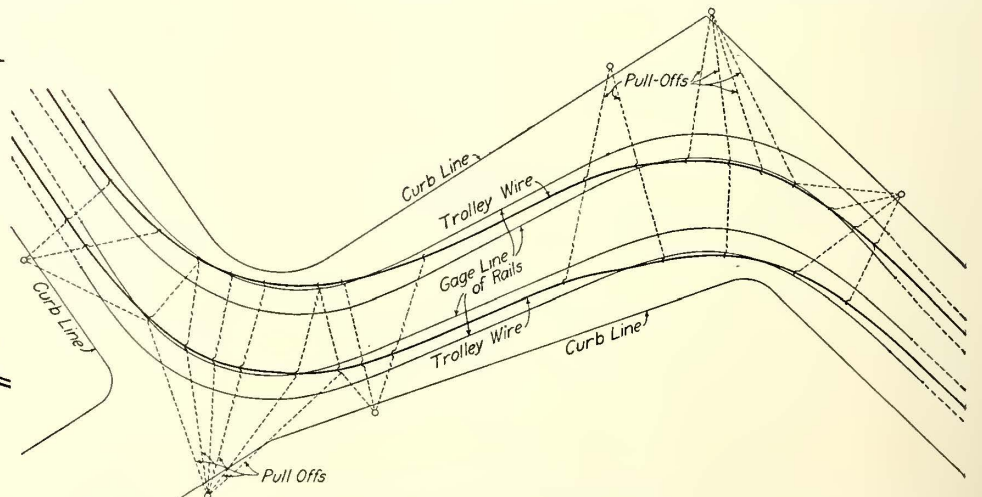 Pull-Offs
Curb Line
Trolley Wire
Gage Line
of Rails
Curb Line
Trolley Wire
Curb Line
Pull Offs